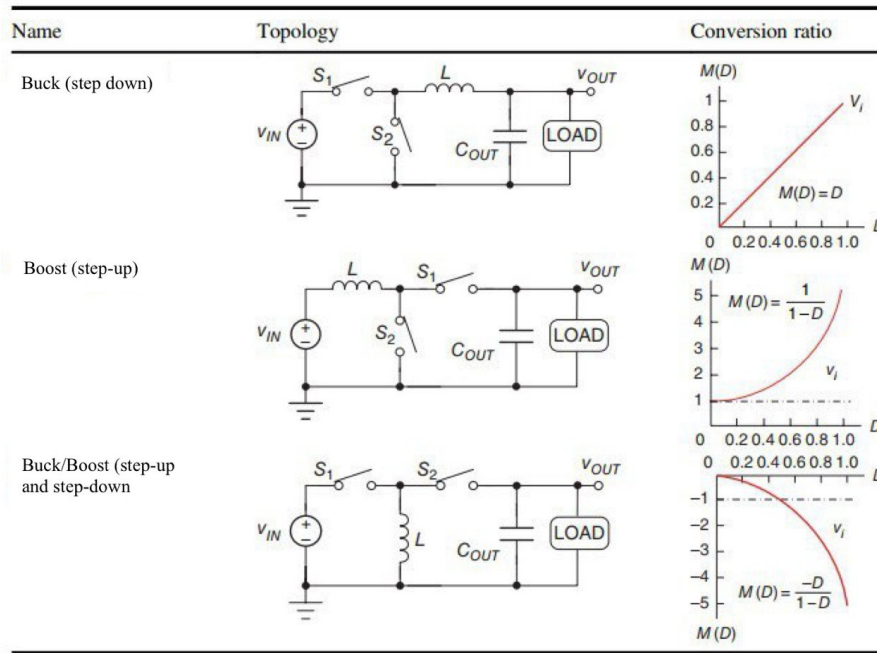 Name Topology Conversion ratio
Buck (step down)
S1 L vOUT
vIN
+
−
S2
COUT
LOAD
M(D)
1
0.8
0.6
0.4
0.2
Vi
M(D)=D
0 0.2 0.4 0.6 0.8 1.0 D
Boost (step-up)
L S1 vOUT
vIN
+
−
S2
COUT
LOAD
M(D)
5
4
3
2
1
M(D)= 1
1−D
vi
0 0.2 0.4 0.6 0.8 1.0 D
Buck/Boost (step-up
and step-down
S1 S2 vOUT
vIN
+
−
L
COUT
LOAD
0 0.2 0.4 0.6 0.8 1.0 D
−1
−2
−3
−4
−5
vi
M(D)= −D
1−D
M(D)